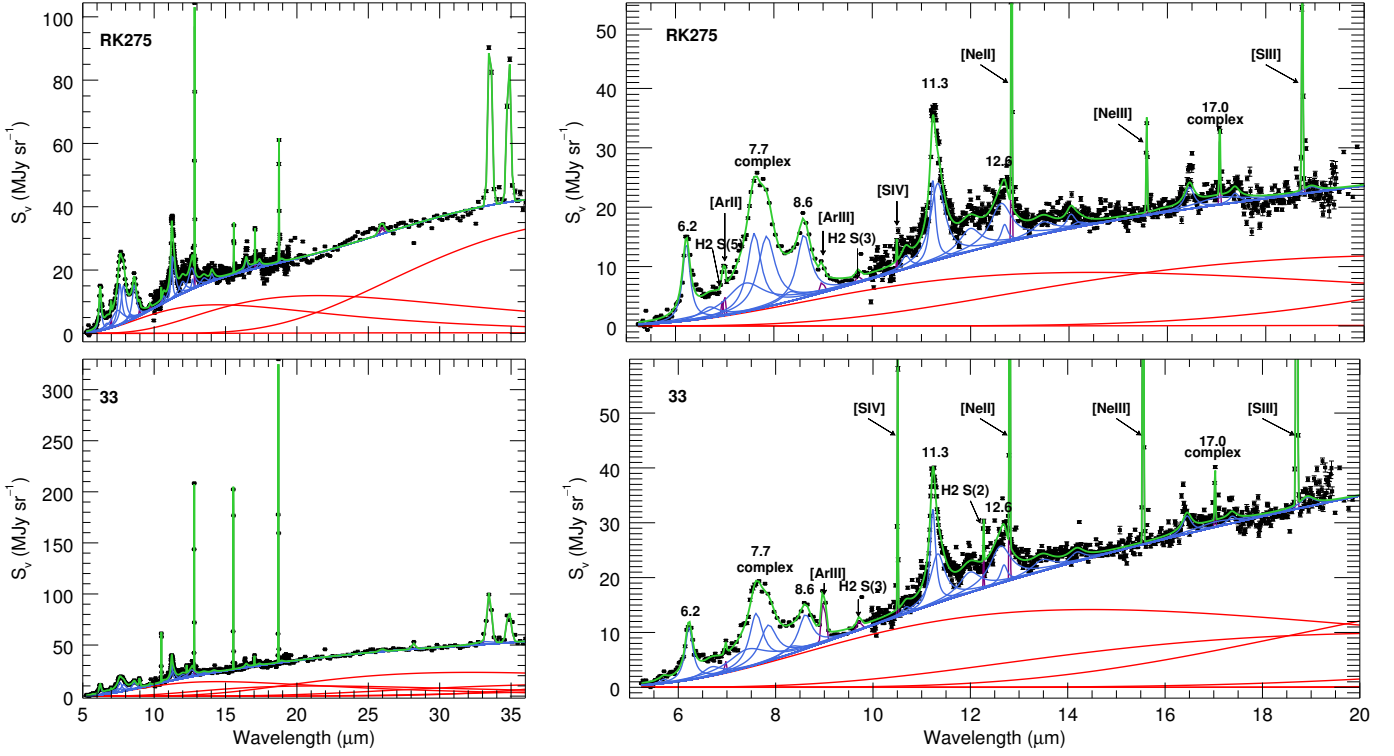 RK275
S_ν (MJy sr⁻¹)
100
80
60
40
20
0
RK275
S_ν (MJy sr⁻¹)
50
40
30
20
10
0
6.2
H2 S(5)
[ArII]
7.7
complex
8.6
[ArIII]
H2 S(3)
[SIV]
11.3
12.6
[NeII]
[NeIII]
17.0
complex
[SIII]
33
S_ν (MJy sr⁻¹)
300
250
200
150
100
50
0
5 10 15 20 25 30 35
Wavelength (μm)
33
S_ν (MJy sr⁻¹)
50
40
30
20
10
0
6.2
7.7
complex
8.6
[ArIII]
H2 S(3)
[SIV]
11.3
H2 S(2)
12.6
[NeII]
[NeIII]
17.0
complex
[SIII]
6 8 10 12 14 16 18 20
Wavelength (μm)